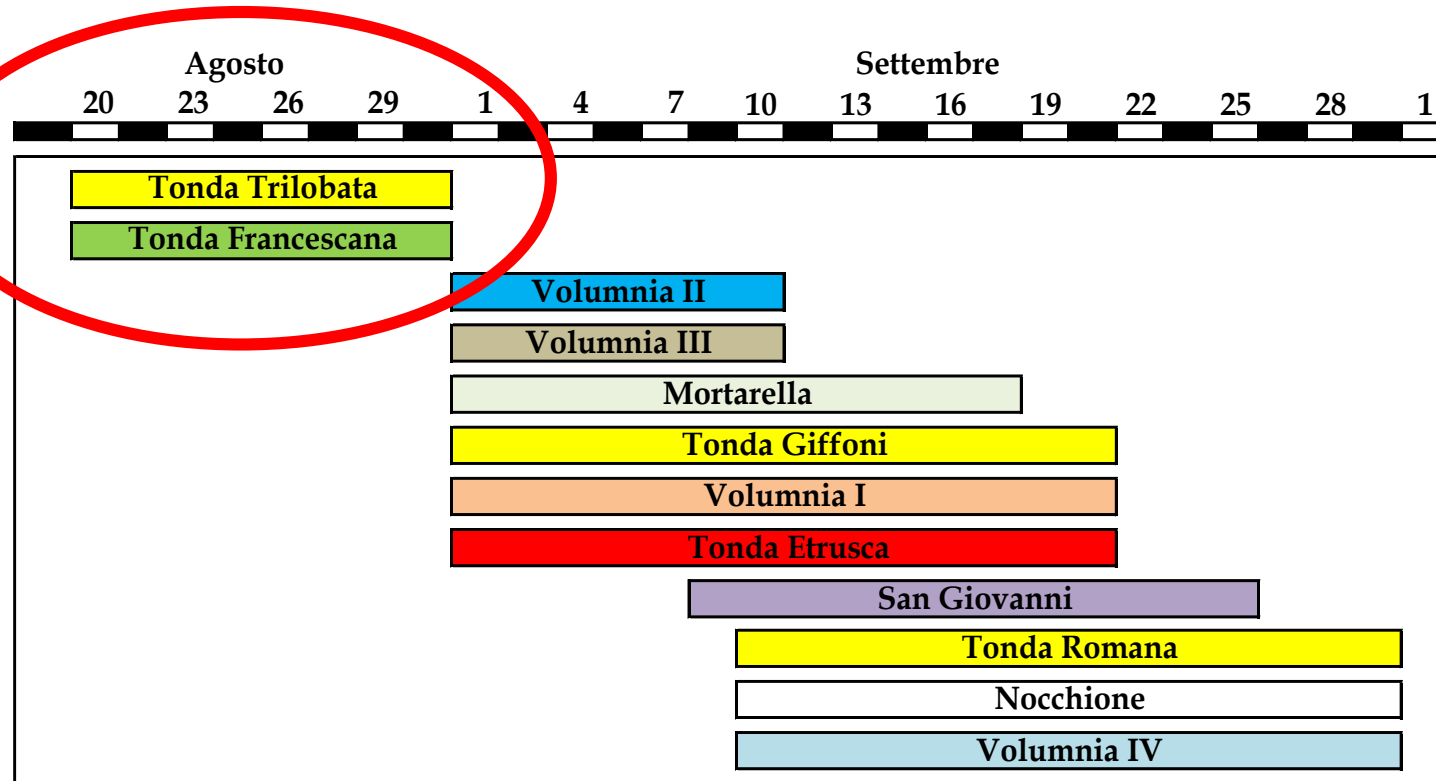 Agosto Settembre
20 23 26 29 1 4 7 10 13 16 19 22 25 28 1
Tonda Trilobata
Tonda Francescana
Volumnia II
Volumnia III
Mortarella
Tonda Giffoni
Volumnia I
Tonda Etrusca
San Giovanni
Tonda Romana
Nocchione
Volumnia IV